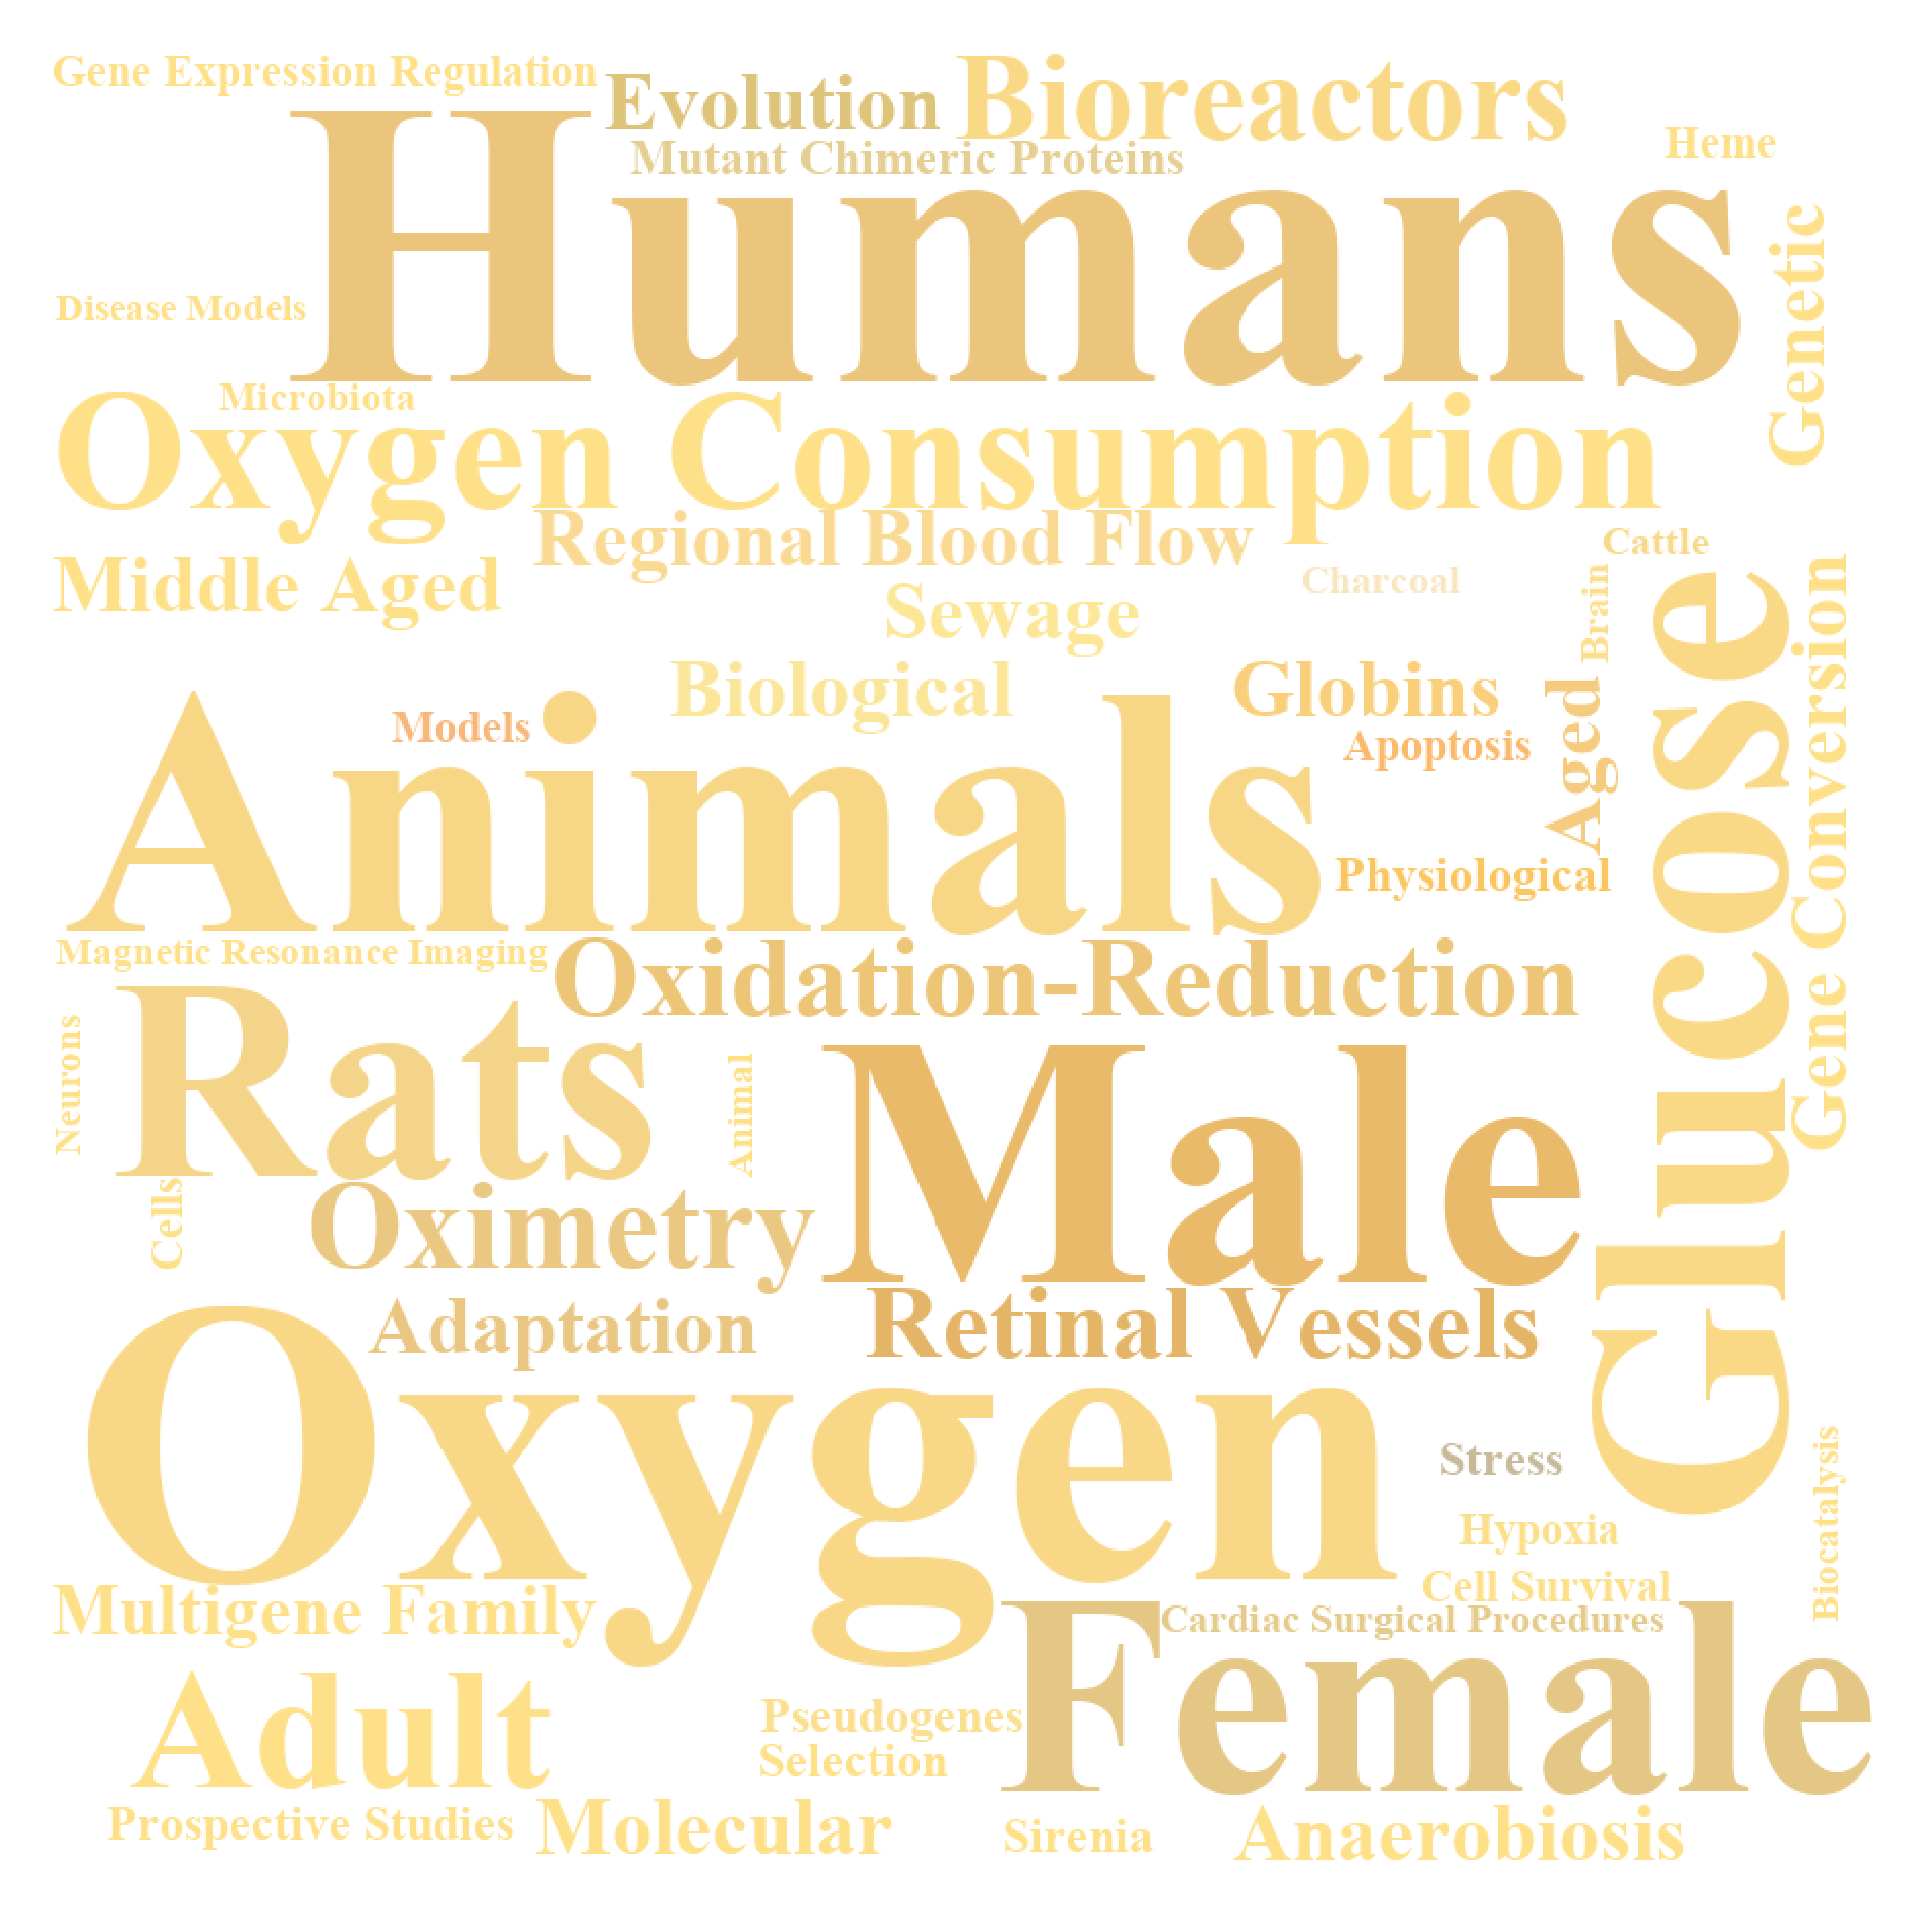 Gene Expression Regulation
Evolution
Bioreactors
Mutant Chimeric Proteins
Heme
Humans
Genetic
Disease Models
Microbiota
Oxygen Consumption
Regional Blood Flow
Cattle
Middle Aged
Charcoal
Sewage
Brain
Gene Conversion
Glucose
Biological
Globins
Aged
Models
Apoptosis
Animals
Physiological
Magnetic Resonance Imaging
Oxidation-Reduction
Rats
Neurons
Animal
Male
Cells
Oximetry
Adaptation
Retinal Vessels
Oxygen
Stress
Biocatalysis
Hypoxia
Cell Survival
Multigene Family
Cardiac Surgical Procedures
Female
Adult
Pseudogenes
Selection
Prospective Studies
Molecular
Sirenia
Anaerobiosis